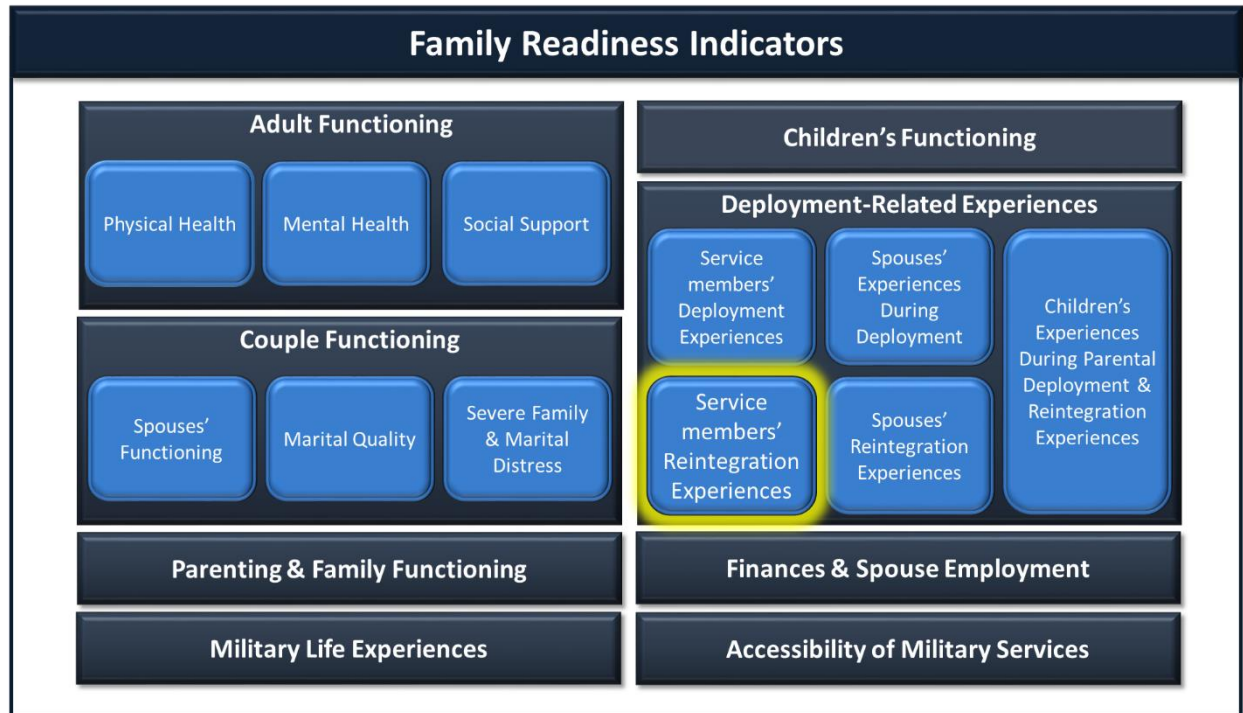 Family Readiness Indicators
Adult Functioning
Physical Health
Mental Health
Social Support
Couple Functioning
Spouses’
Functioning
Marital Quality
Severe Family
& Marital
Distress
Parenting & Family Functioning
Military Life Experiences
Children’s Functioning
Deployment-Related Experiences
Service
members’
Deployment
Experiences
Spouses’
Experiences
During
Deployment
Children’s
Experiences
During Parental
Deployment &
Reintegration
Experiences
Service
members’
Reintegration
Experiences
Spouses’
Reintegration
Experiences
Finances & Spouse Employment
Accessibility of Military Services